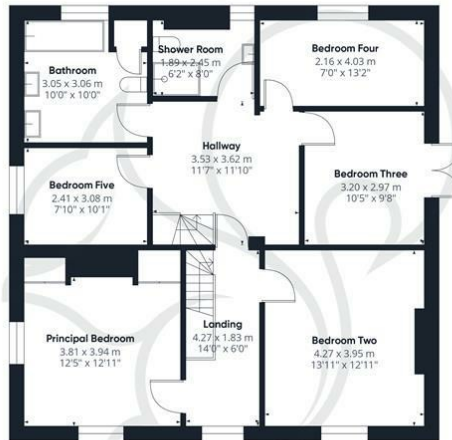 Shower Room
1.89 x 2.45 m
6'2" x 8'0"
Bedroom Four
2.16 x 4.03 m
7'0" x 13'2"
Bathroom
3.05 x 3.06 m
10'0" x 10'0"
Hallway
3.53 x 3.62 m
11'7" x 11'10"
Bedroom Three
3.20 x 2.97 m
10'5" x 9'8"
Bedroom Five
2.41 x 3.08 m
7'10" x 10'1"
Principal Bedroom
3.81 x 3.94 m
12'5" x 12'11"
Landing
4.27 x 1.83 m
14'0" x 6'0"
Bedroom Two
4.27 x 3.95 m
13'11" x 12'11"